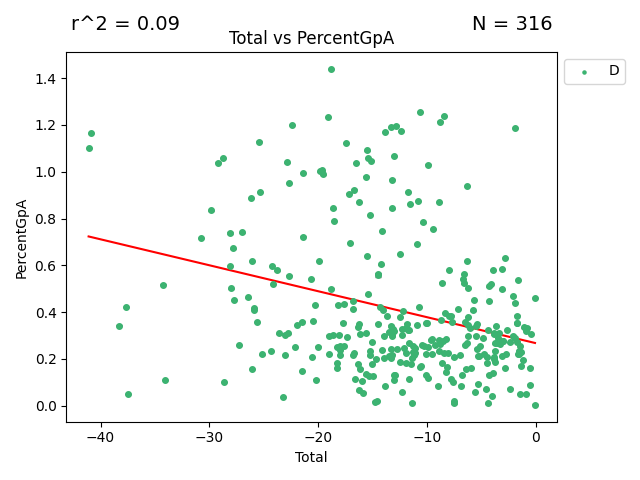 r^2 = 0.09
N = 316
Total vs PercentGpA
D
PercentGpA
1.4
1.2
1.0
0.8
0.6
0.4
0.2
0.0
−40
−30
−20
−10
0
Total